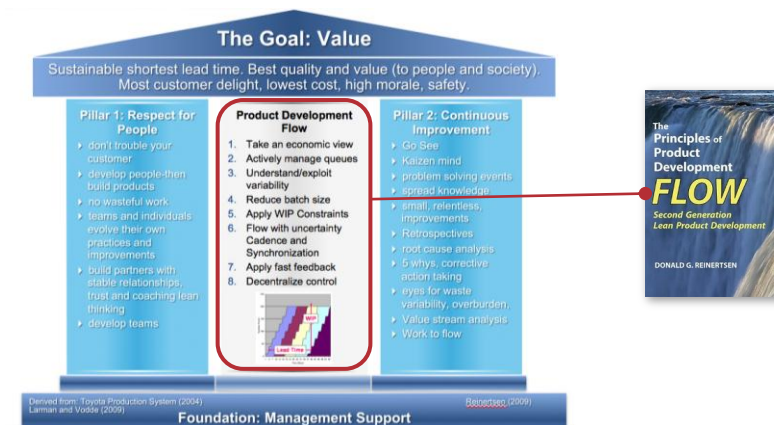 The Goal: Value
Sustainable shortest lead time. Best quality and value (to people and society).
Most customer delight, lowest cost, high morale, safety.
Pillar 1: Respect for
People
don't trouble your
customer
develop people-then
build products
no wasteful work
teams and individuals
evolve their own
practices and
improvements
build partners with
stable relationships,
trust and coaching lean
thinking
develop teams
Product Development
Flow
1. Take an economic view
2. Actively manage queues
3. Understand/exploit
variability
4. Reduce batch size
5. Apply WIP Constraints
6. Flow with uncertainty
Cadence and
Synchronization
7. Apply fast feedback
8. Decentralize control
WIP
Lead Time
Pillar 2: Continuous
Improvement
Go See
Kaizen mind
problem solving events
spread knowledge
small, relentless,
improvements
Retrospectives
root cause analysis
5 whys, corrective
action taking
eyes for waste
variability, overburden,
Value stream analysis
Work to flow
Derived from: Toyota Production System (2004)
Larman and Vodde (2009)
Reinertsen (2009)
Foundation: Management Support
The
Principles of
Product
Development
FLOW
Second Generation
Lean Product Development
DONALD G. REINERTSEN